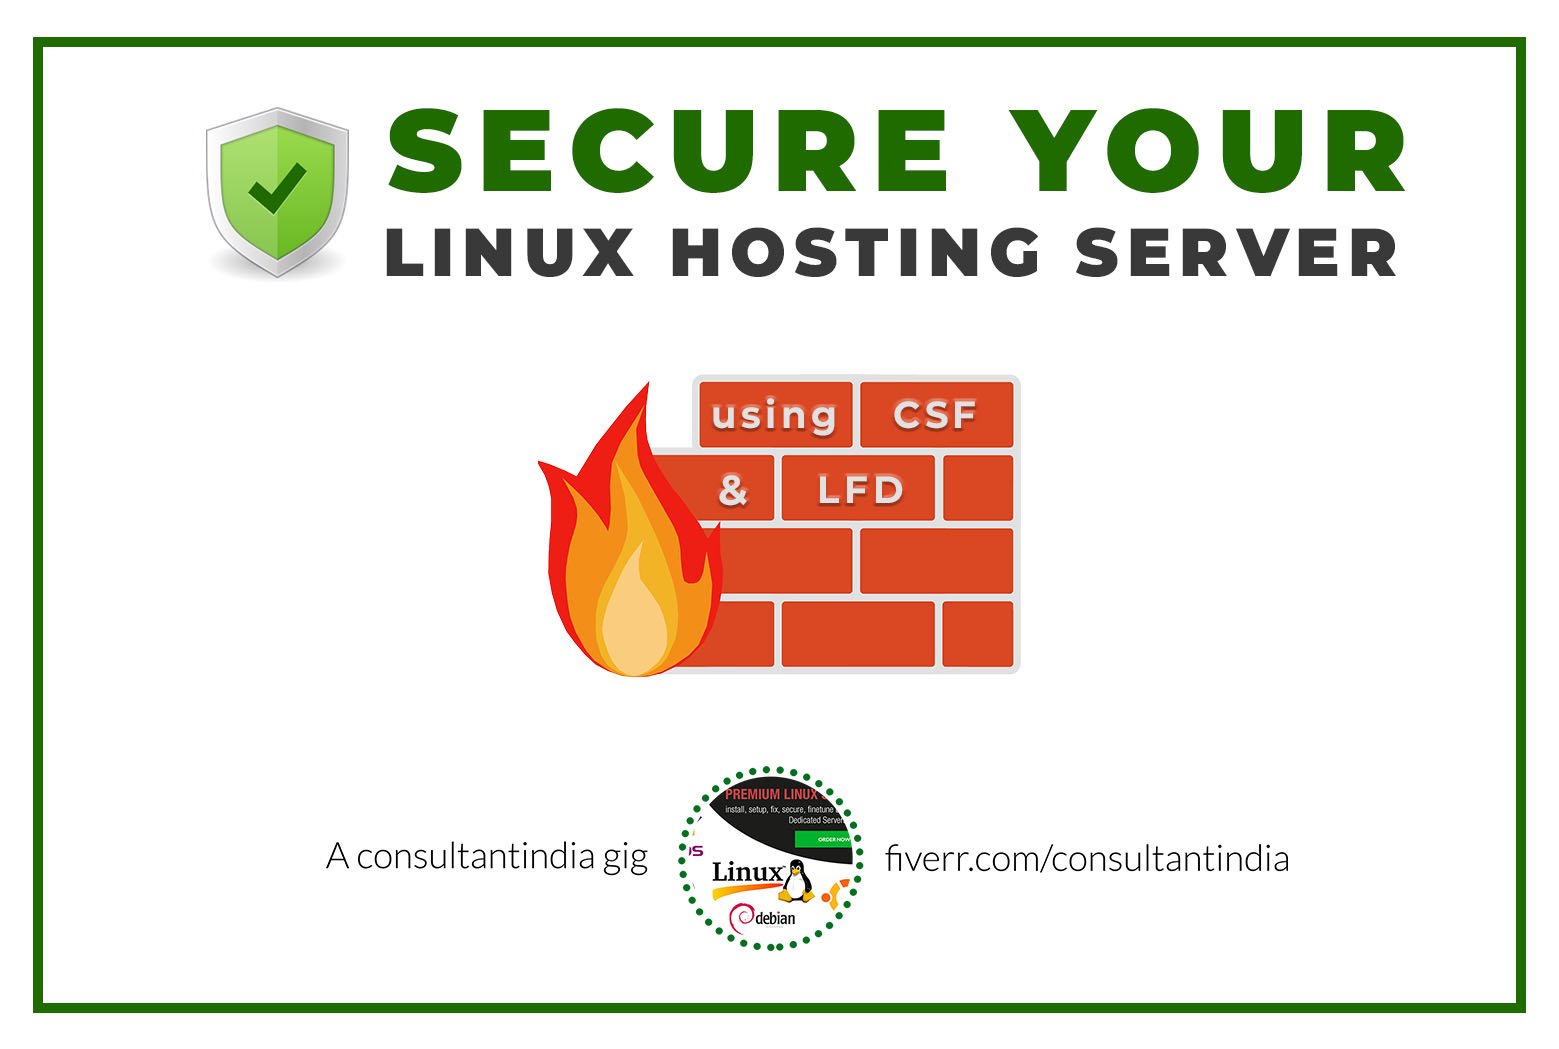 SECURE YOUR
LINUX HOSTING SERVER
using CSF
& LFD
A consultantindia gig
PREMIUM LINUX
install, setup, fix, secure, finetune
Dedicated Server
ORDER NOW
Linux
debian
fiverr.com/consultantindia